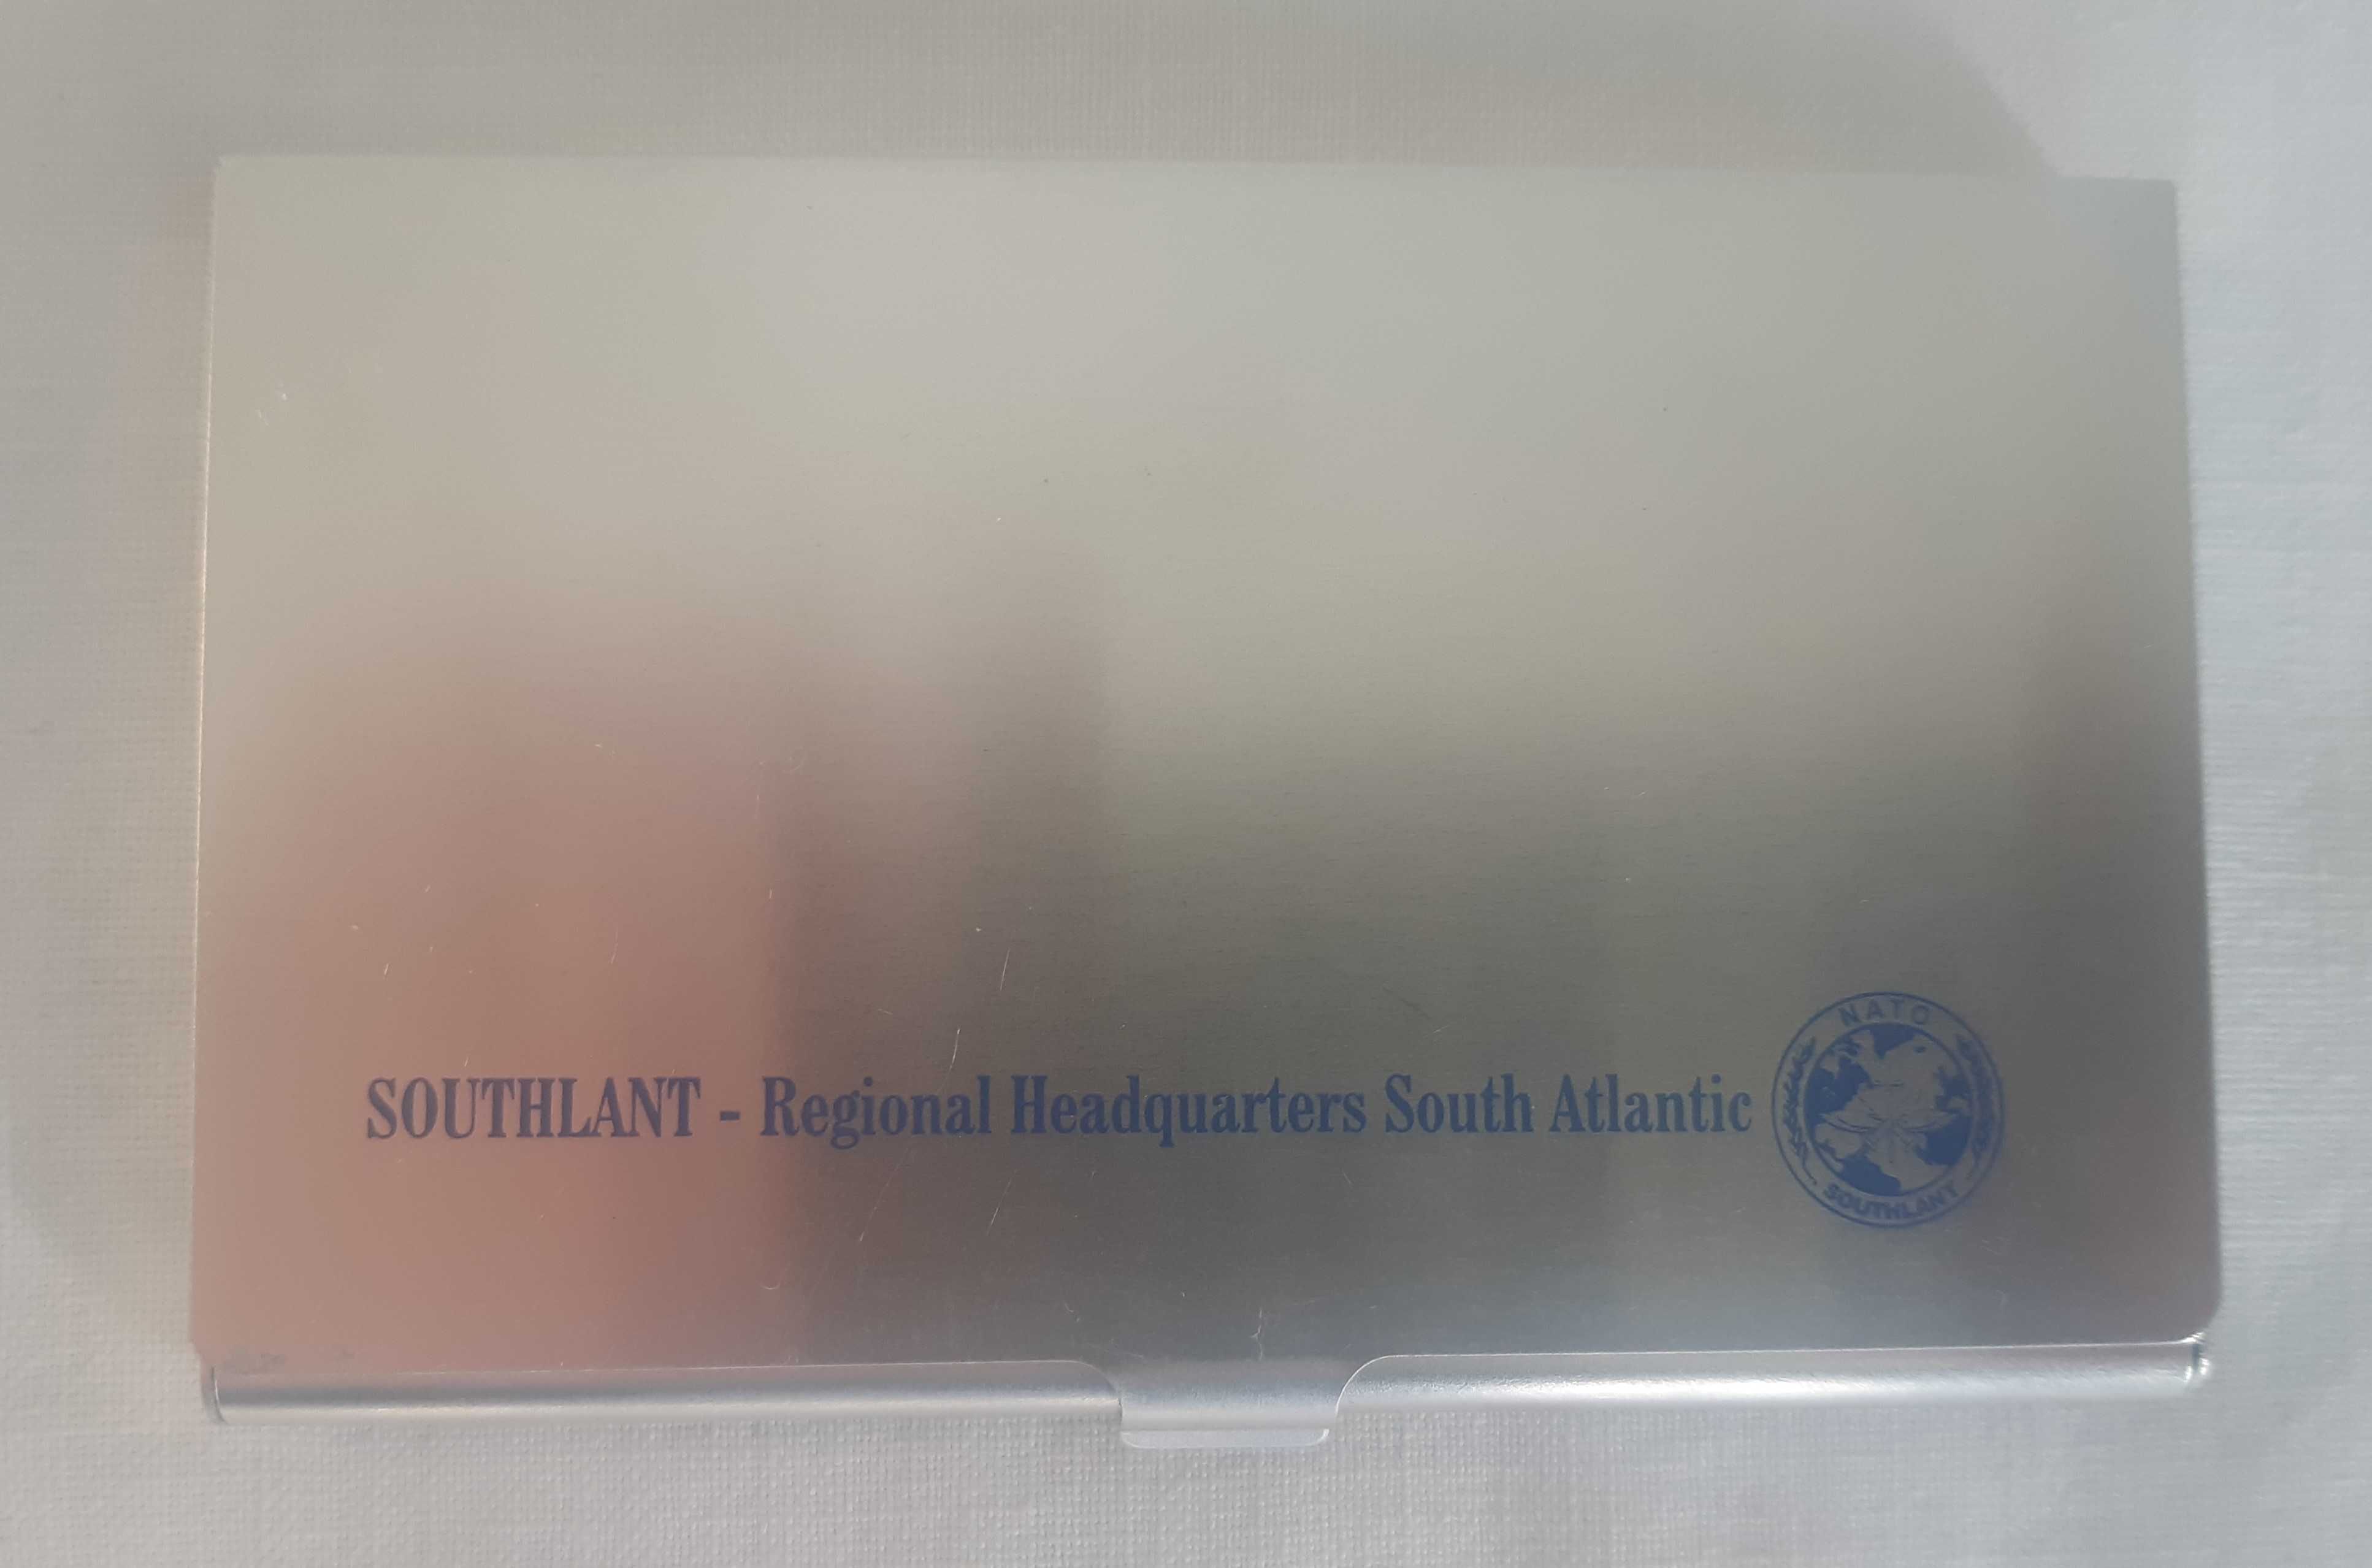 SOUTHLANT - Regional Headquarters South Atlantic
NATO
SOUTHLANT